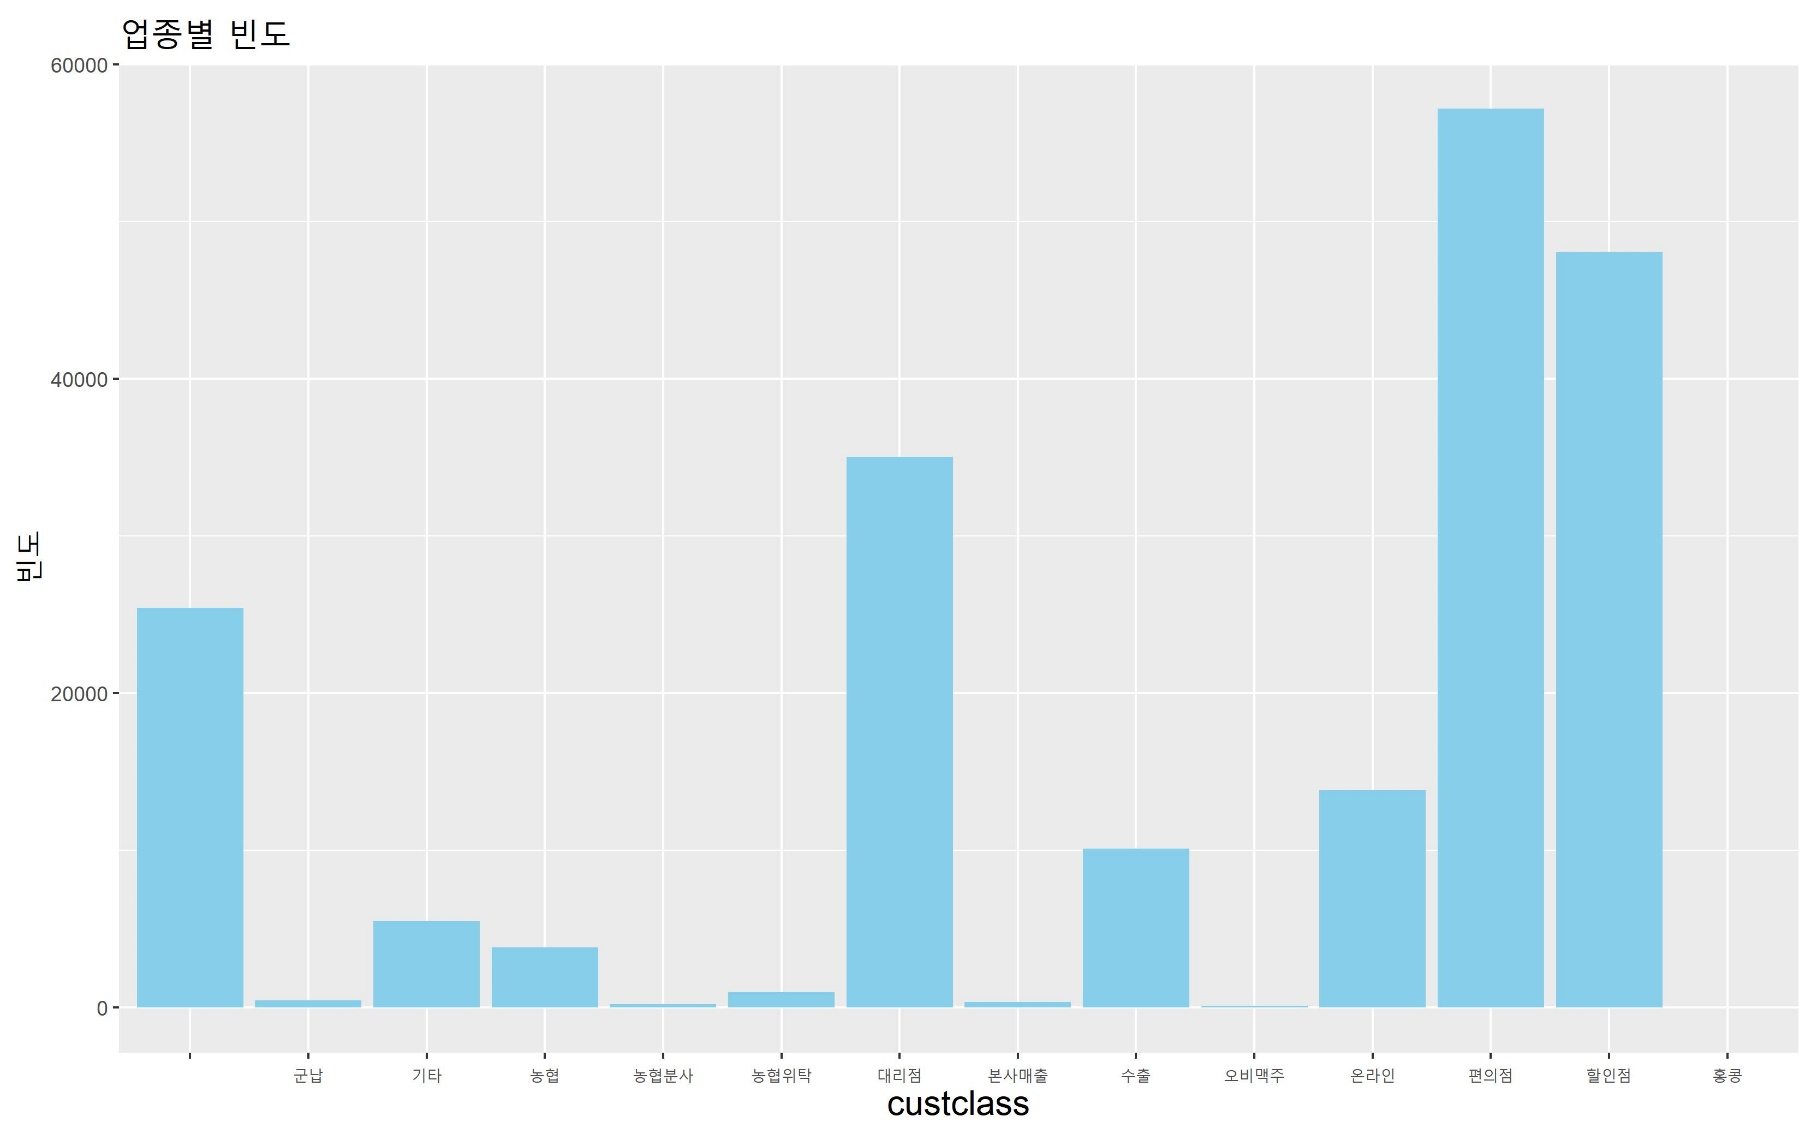 업종별 빈도
60000
40000
20000
0
빈도
군납 기타 농협 농협분사 농협위탁 대리점 본사매출 수출 오비맥주 온라인 편의점 할인점 홍콩
custclass